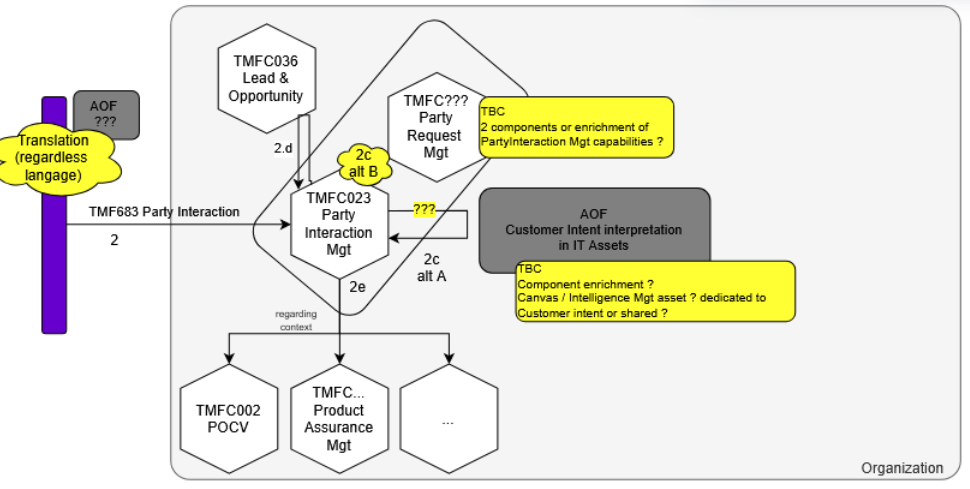 TMFC036
Lead &
Opportunity
AOF
???
Translation
(regardless
langage)
TMFC???
Party
Request
Mgt
TBC
2 components or enrichment of
PartyInteraction Mgt capabilities ?
2.d
2c
alt B
TMFC023
Party
Interaction
Mgt
???
TMF683 Party Interaction
2
AOF
Customer Intent interpretation
in IT Assets
2c
alt A
TBC
Component enrichment ?
Canvas / Intelligence Mgt asset ? dedicated to
Customer intent or shared ?
2e
regarding
context
TMFC002
POCV
TMFC...
Product
Assurance
Mgt
...
Organization